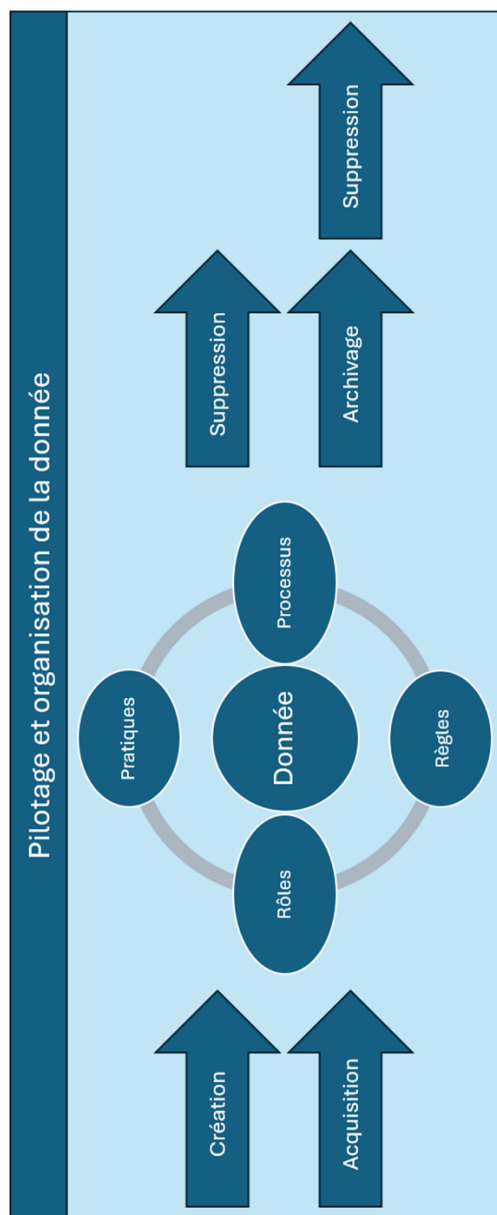 Pilotage et organisation de la donnée
Création
Acquisition
Pratiques
Rôles
Donnée
Processus
Règles
Suppression
Archivage
Suppression